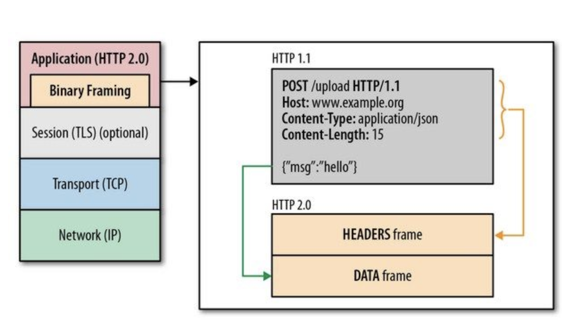 Application (HTTP 2.0)
Binary Framing
Session (TLS) (optional)
Transport (TCP)
Network (IP)
HTTP 1.1
POST /upload HTTP/1.1
Host: www.example.org
Content-Type: application/json
Content-Length: 15
{"msg":"hello"}
HTTP 2.0
HEADERS frame
DATA frame